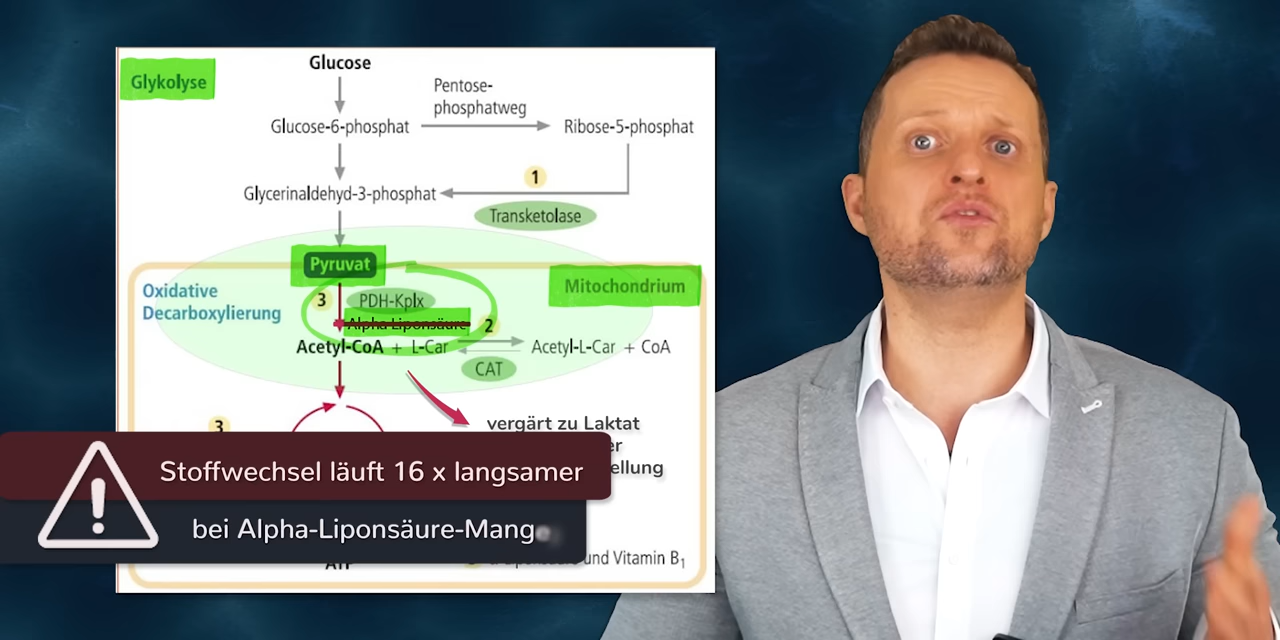 Glykolyse
Glucose
Pentose-
phosphatweg
Glucose-6-phosphat
Ribose-5-phosphat
1
Glycerinaldehyd-3-phosphat
Transketolase
Pyruvat
Mitochondrium
Oxidative
Decarboxylierung
3
PDH-Kplx
Alpha Liponsäure
2
Acetyl-CoA + L-Car
Acetyl-L-Car + CoA
CAT
3
vergärt zu Laktat
Stoffwechsel läuft 16 x langsamer
bei Alpha-Liponsäure-Mange
ATP
und Vitamin B₁